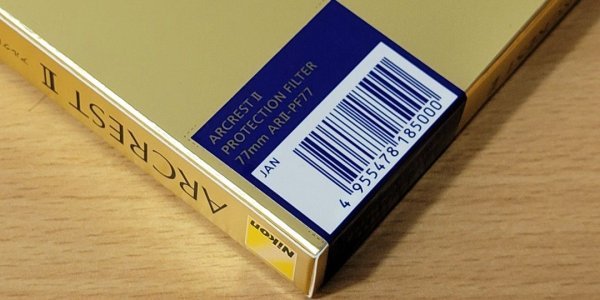 ARCREST II
PROTECTION FILTER
77mm ARII-PF77
JAN
4 955478 185000
ARCREST II
Nikon